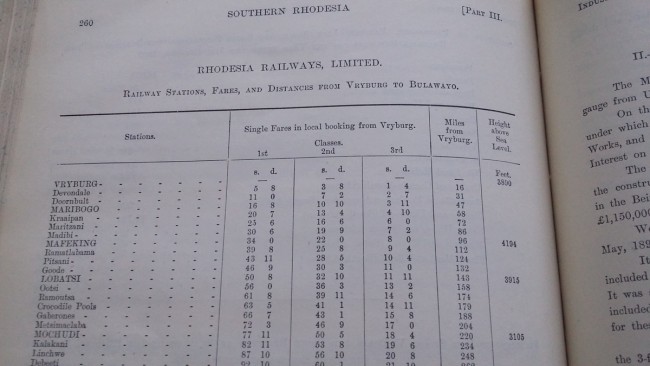 260
SOUTHERN RHODESIA
[PART III.
RHODESIA RAILWAYS, LIMITED.
RAILWAY STATIONS, FARES, AND DISTANCES FROM VRYBURG TO BULAWAYO.
Stations.
Single Fares in local booking from Vryburg.
Classes.
1st 2nd 3rd
Miles
from
Vryburg.
Height
above
Sea
Level.
s. d. s. d. s. d. Feet.
VRYBURG - - - - - — — — — 3890
Devondale - - - - - 5 8 3 8 1 4 16
Doornbult - - - - - 11 0 7 2 2 7 31
MARIBOGO - - - - - 16 8 10 10 3 11 47
Kraaipan - - - - - 20 7 13 4 4 10 58
Maritzani - - - - - 25 6 16 6 6 0 72
Madibi - - - - - 30 6 19 9 7 2 86
MAFEKING - - - - - 34 0 22 0 8 0 96 4194
Ramatlabama - - - - - 39 8 25 8 9 4 112
Pitsani - - - - - 43 11 28 5 10 4 124
Goode - - - - - 46 9 30 3 11 0 132
LOBATSI - - - - - 50 8 32 10 11 11 143 3915
Ootsi - - - - - 56 0 36 3 13 2 158
Ramoutsa - - - - - 61 8 39 11 14 6 174
Crocodile Pools - - - - - 63 5 41 1 14 11 179
Gaberones - - - - - 66 7 43 1 15 8 188
Metsimaclaba - - - - - 72 3 46 9 17 0 204
MOCHUDI - - - - - 77 11 50 5 18 4 220 3105
Kalakani - - - - - 82 11 53 8 19 6 234
Linchwe - - - - - 87 10 56 10 20 8 248
Debeeti
II.—
The M
gauge from
On th
under which
Works, and
Interest on
The
the constru
in the Bei
£1,150,000
May, 189
It
included
It was
included
for thes
the 3-f